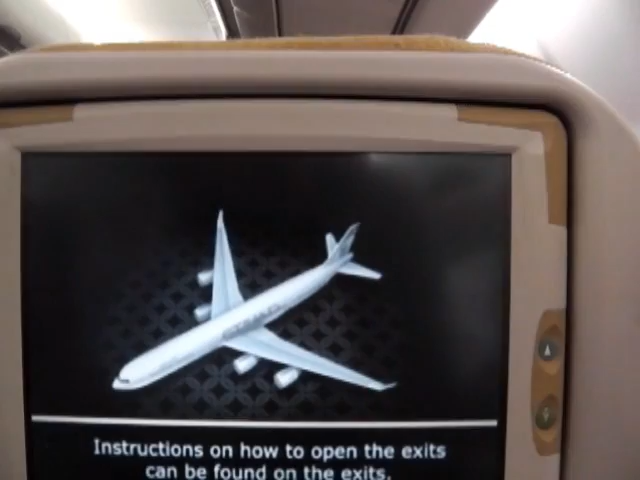 Instructions on how to open the exits
can be found on the exits.